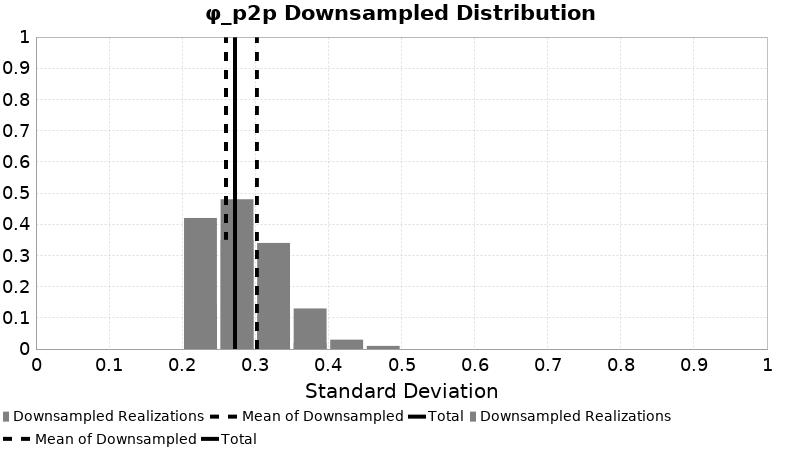 φ_p2p Downsampled Distribution
1
0.9
0.8
0.7
0.6
0.5
0.4
0.3
0.2
0.1
0
0 0.1 0.2 0.3 0.4 0.5 0.6 0.7 0.8 0.9 1
Standard Deviation
Downsampled Realizations Mean of Downsampled Total Downsampled Realizations
Mean of Downsampled Total